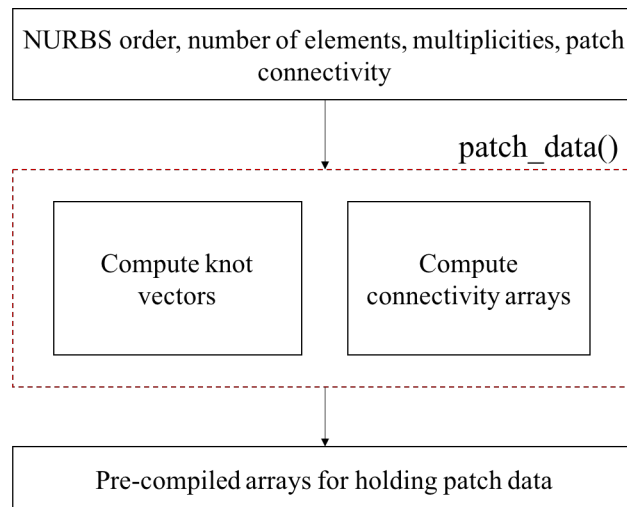 NURBS order, number of elements, multiplicities, patch
connectivity
patch_data()
Compute knot
vectors
Compute
connectivity arrays
Pre-compiled arrays for holding patch data